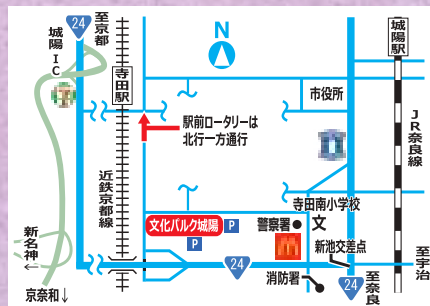 至京都
24
城陽IC
寺田駅
N
城陽駅
市役所
駅前ロータリーは
北行一方通行
JR奈良線
近鉄京都線
寺田南小学校
文化パルク城陽
P
P
警察署
文
新池交差点
新名神
←
24
消防署
至宇治
→
至奈良
24
京奈和↓